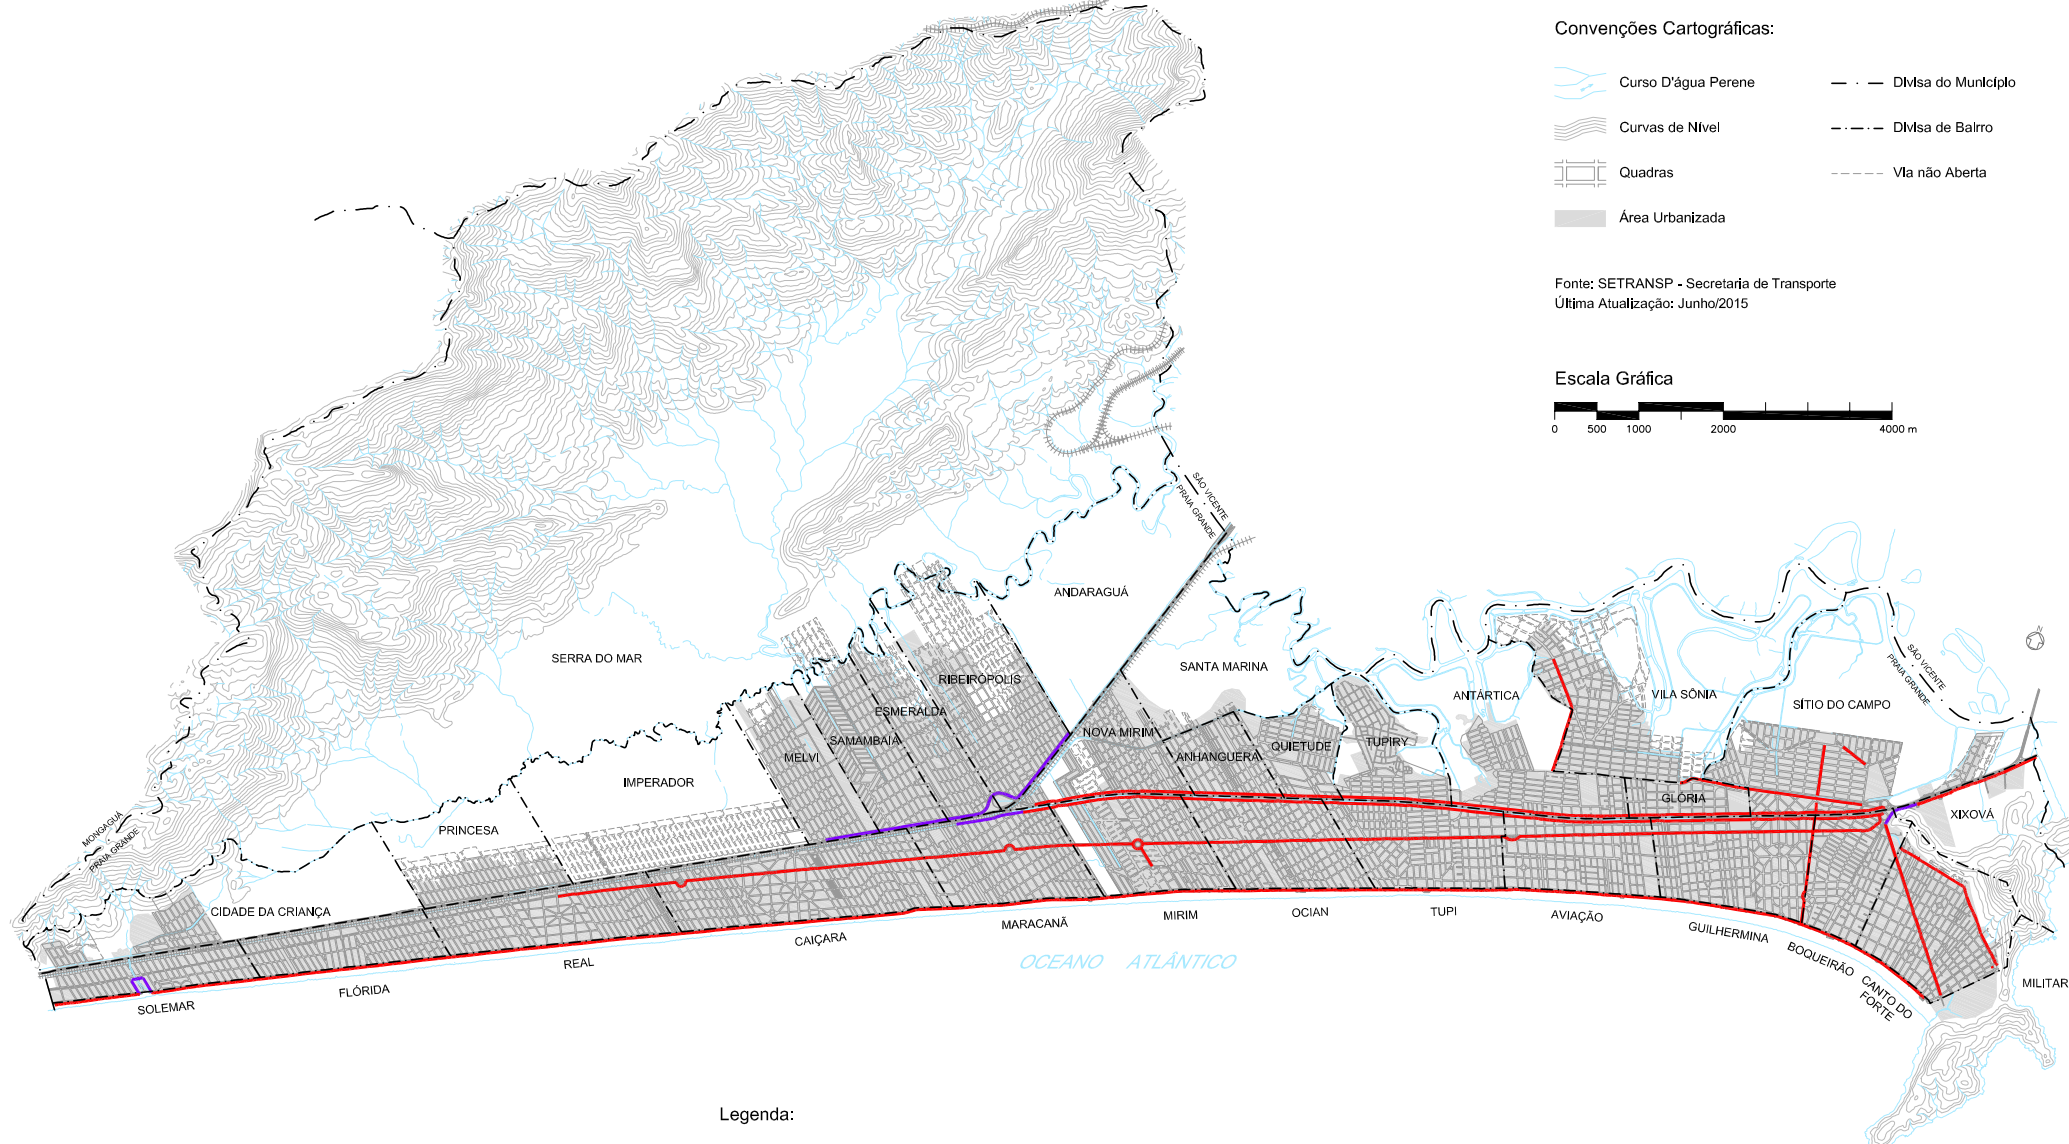 Convenções Cartográficas:
Curso D'água Perene
Divisa do Município
Curvas de Nível
Divisa de Bairro
Quadras
Via não Aberta
Área Urbanizada
Fonte: SETRANSP - Secretaria de Transporte
Última Atualização: Junho/2015
Escala Gráfica
0 500 1000 2000 4000 m
SÃO VICENTE
PRAIA GRANDE
ANDARAGUÁ
SERRA DO MAR
SANTA MARINA
RIBEIRÓPOLIS
ANTÁRTICA
VILA SÔNIA
SÍTIO DO CAMPO
SÃO VICENTE
PRAIA GRANDE
N
ESMERALDA
SAMAMBAIA
MELVI
NOVA MIRIM
ANHANGUERA
QUIETUDE
TUPIRY
IMPERADOR
GLÓRIA
XIXOVÁ
PRINCESA
MONGAGUÁ
PRAIA GRANDE
CIDADE DA CRIANÇA
SOLEMAR
FLÓRIDA
REAL
CAIÇARA
MARACANÃ
MIRIM
OCIAN
TUPI
AVIAÇÃO
GUILHERMINA
BOQUEIRÃO
CANTO DO
FORTE
MILITAR
OCEANO ATLÂNTICO
Legenda: